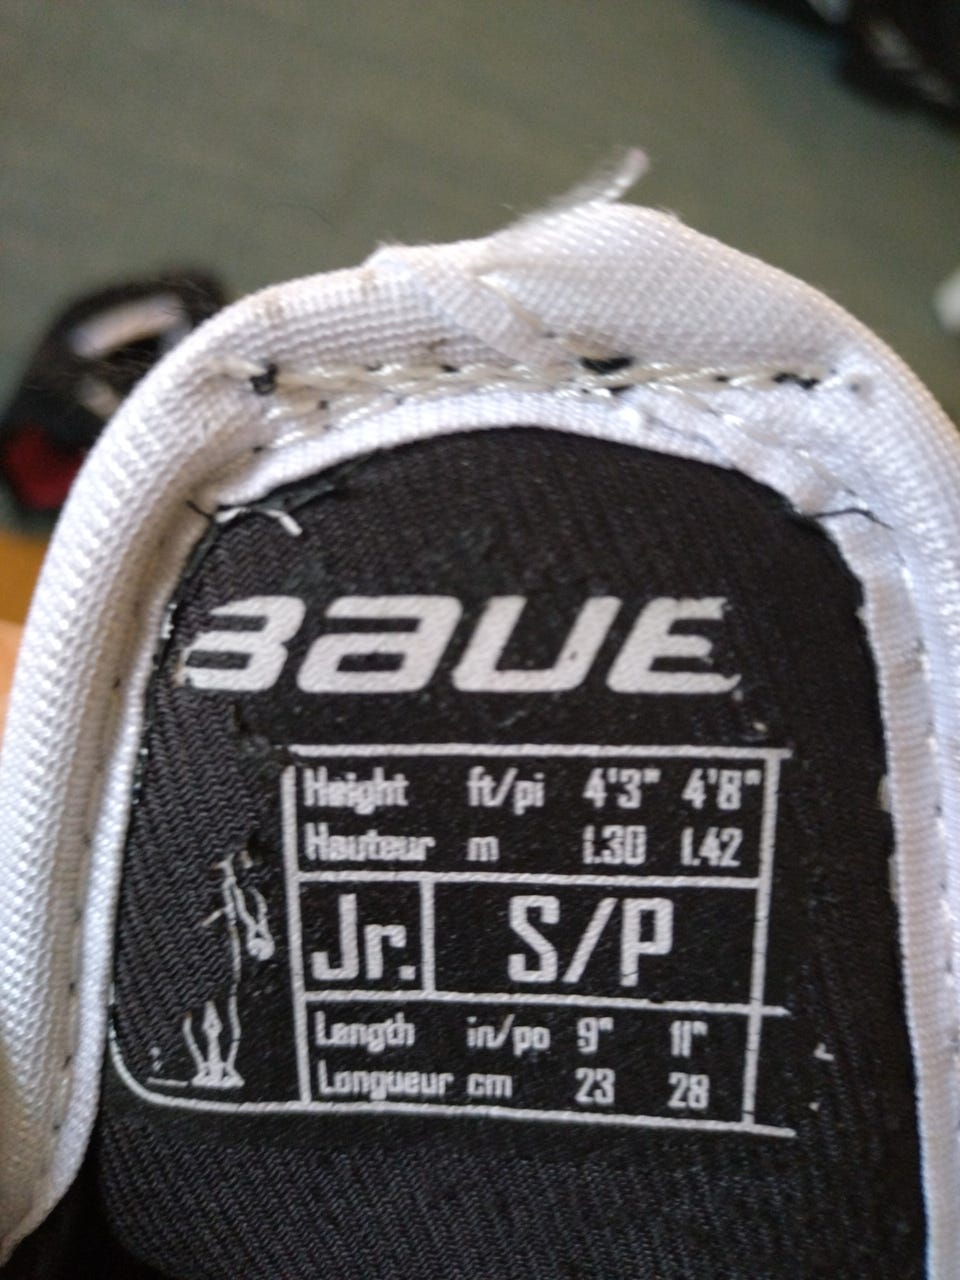 BAUE
Height ft/pi 4'3" 4'8"
Hauteur m 1.30 1.42
Jr. S/P
Length in/po 9" 11"
Longueur cm 23 28